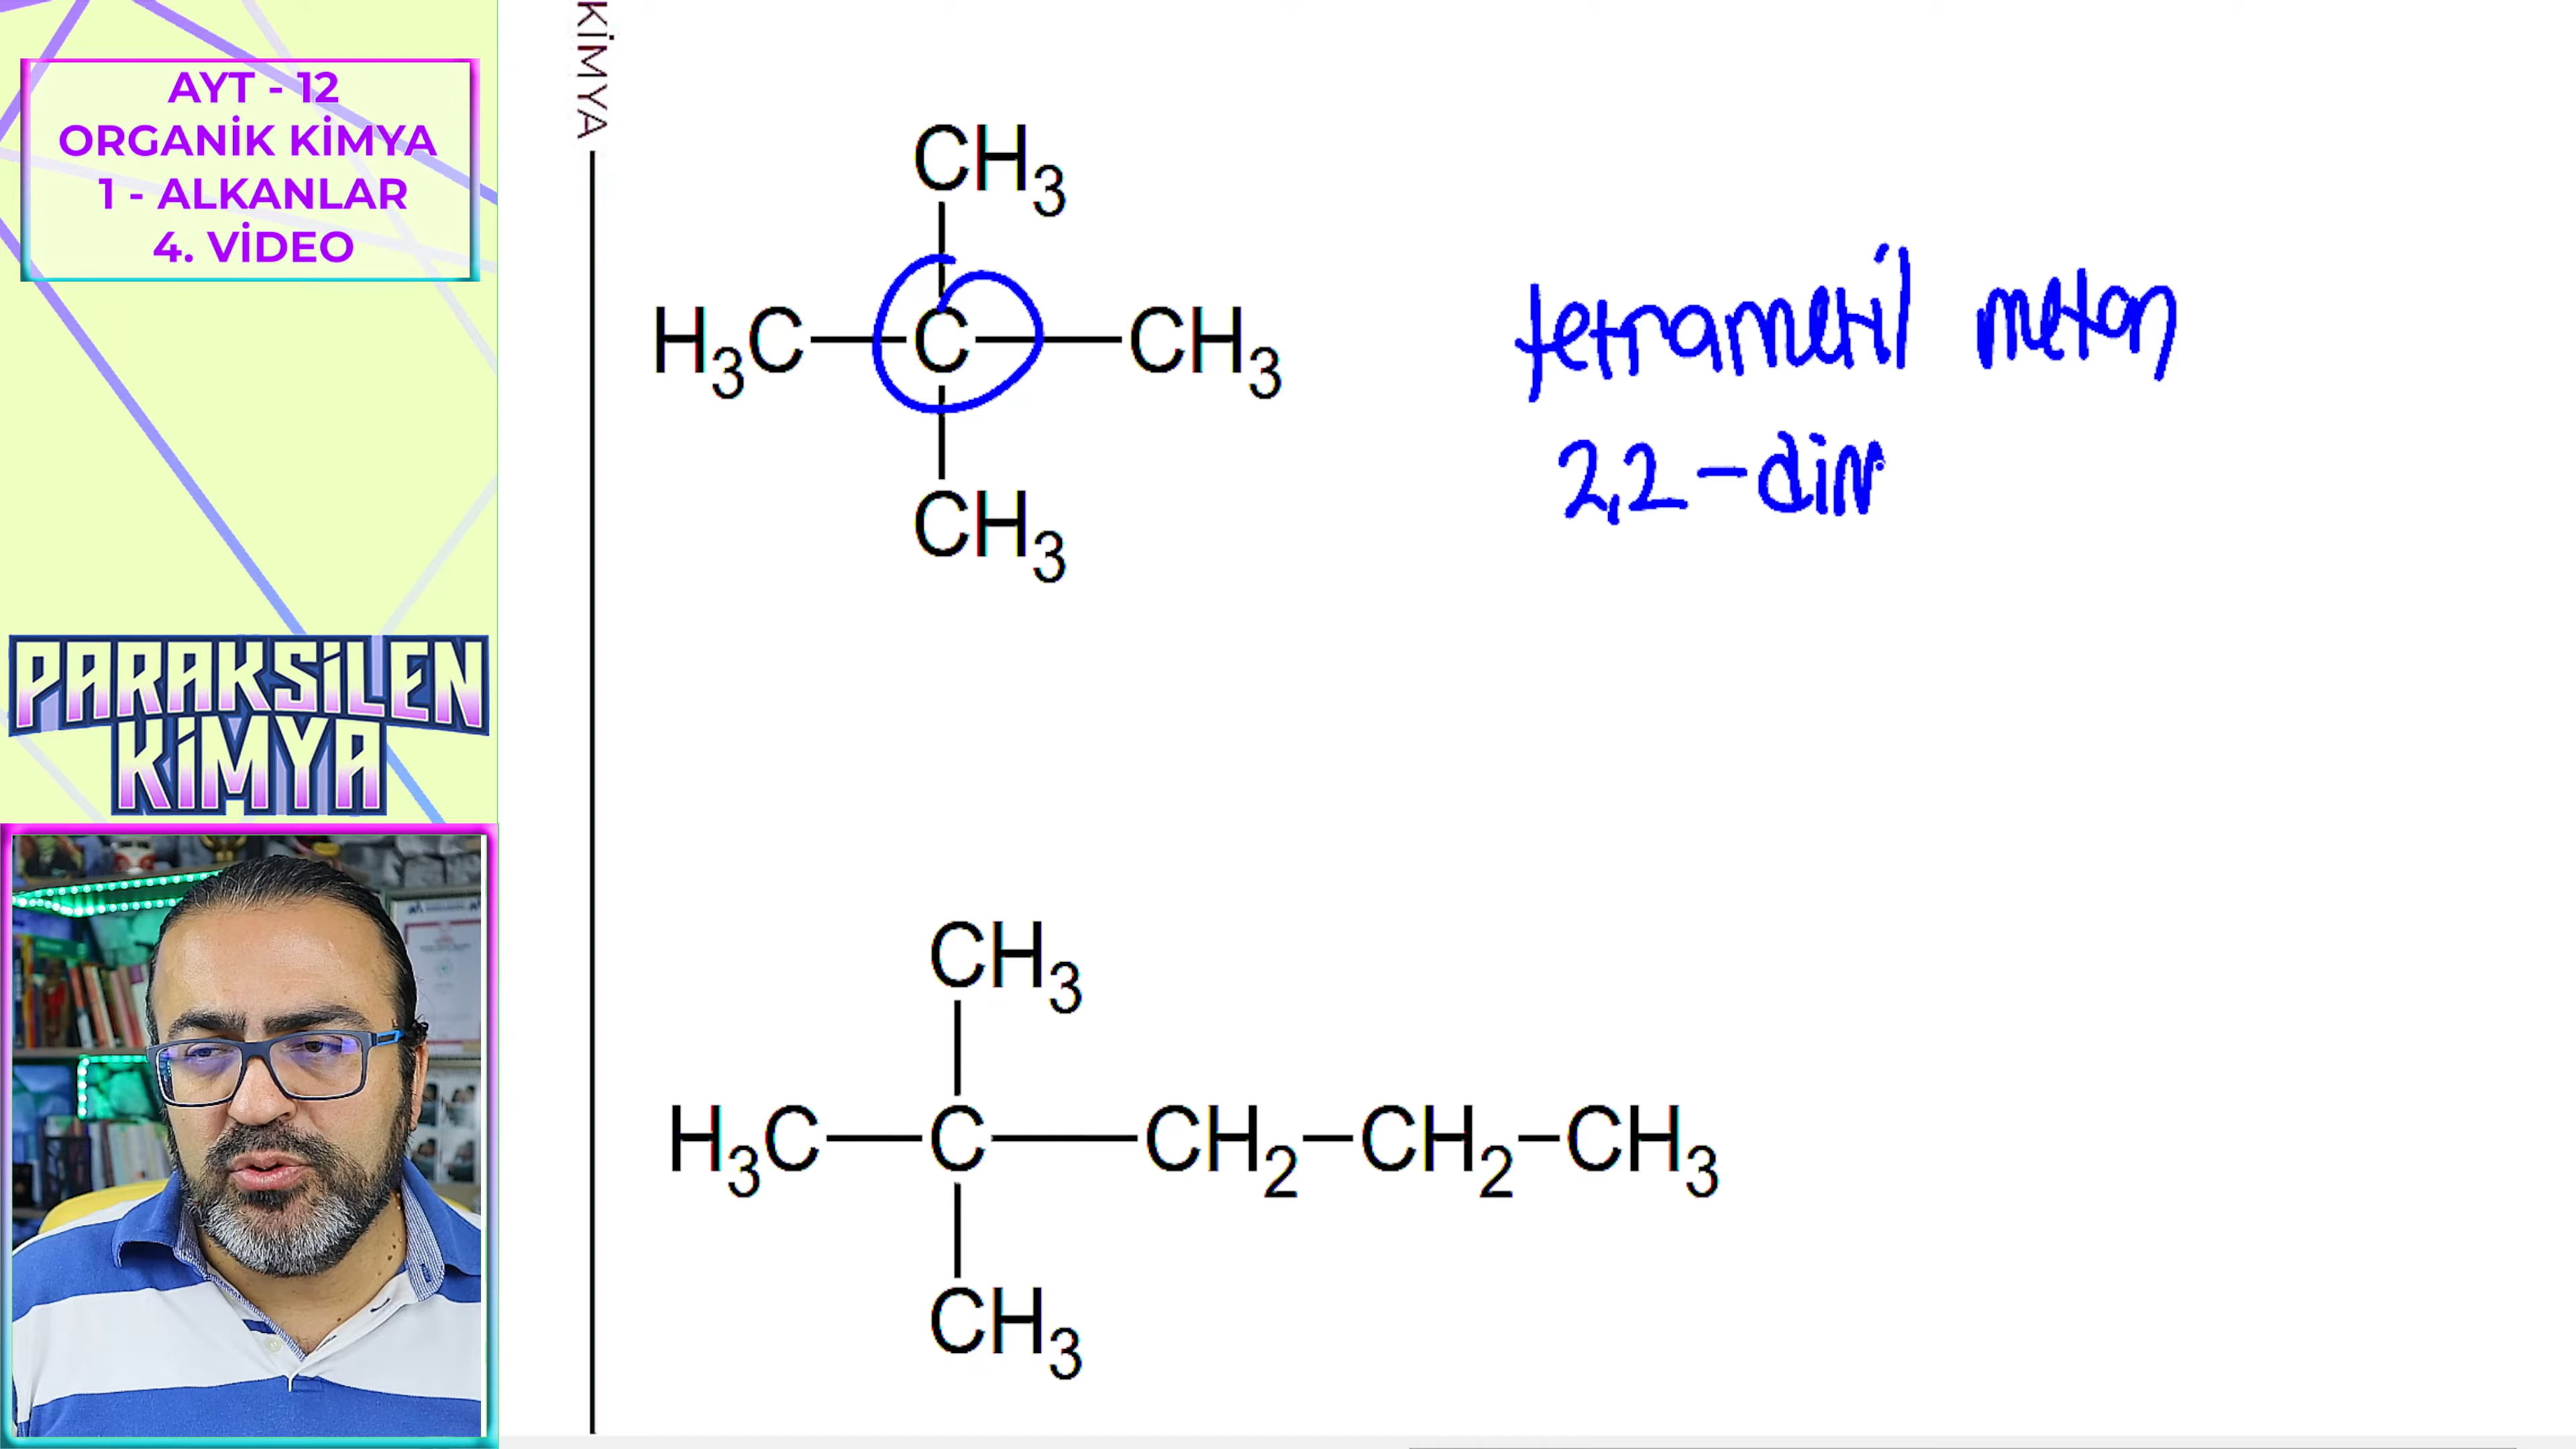 AYT - 12
ORGANİK KİMYA
1 - ALKANLAR
4. VİDEO
PARAKSİLEN
KİMYA
KİMYA
CH3
H3C—C—CH3
CH3
tetrametil metan
2,2-dim
CH3
H3C—C—CH2—CH2—CH3
CH3